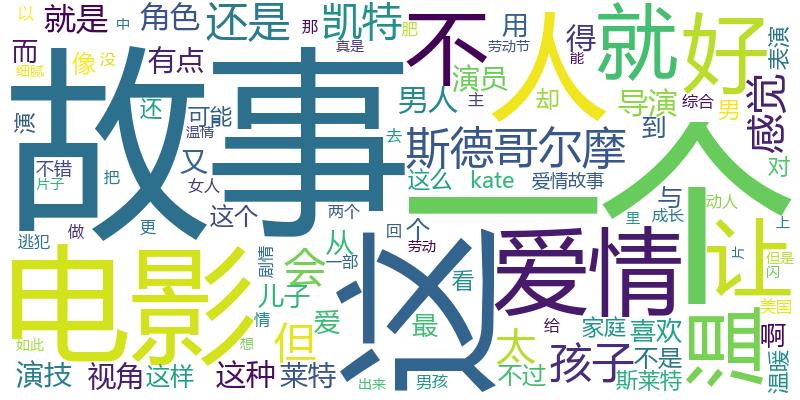 以
就是
中
角色
还是
那
凯特
肥
不
劳动节
人
用
得
能
就
好
表演
而
细腻
像
没
有点
真是
演员
却
导演
综合
男
感觉
演
还
可能
故事
男人
主
一个
斯德哥尔摩
到
对
不错
片子
把
又
温情
女人
去
这么
kate
爱情故事
与
里
成长
动人
逃犯
做
更
这个
两个
回
个
上
电影
剧情
会
从
一部
劳动
没
爱情
让
片
但是
闪
儿子
情
爱
看
最
给
家庭
喜欢
温
美国
啊
如此
想
但
太
孩子
不是
温暖
演技
视角
这样
这种
莱特
出来
男孩
不过
斯莱特